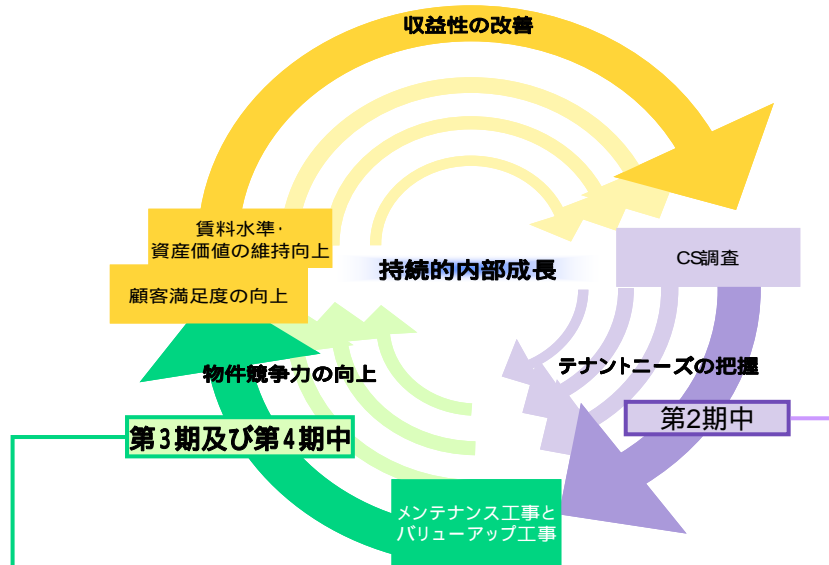 収益性の改善
賃料水準・
資産価値の維持向上
顧客満足度の向上
持続的内部成長
CS調査
物件競争力の向上
テナントニーズの把握
第3期及び第4期中
第2期中
メンテナンス工事と
バリューアップ工事